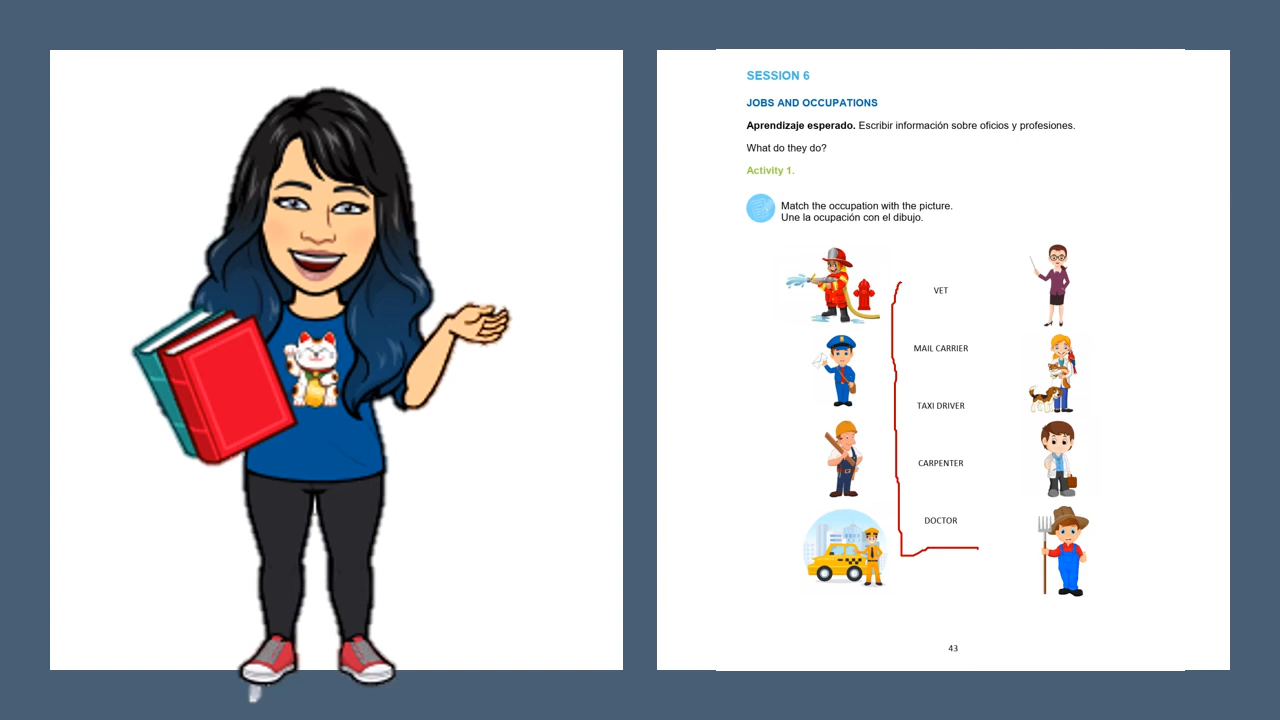 SESSION 6
JOBS AND OCCUPATIONS
Aprendizaje esperado. Escribir información sobre oficios y profesiones.
What do they do?
Activity 1.
Match the occupation with the picture.
Une la ocupación con el dibujo.
VET
MAIL CARRIER
TAXI DRIVER
CARPENTER
DOCTOR
43